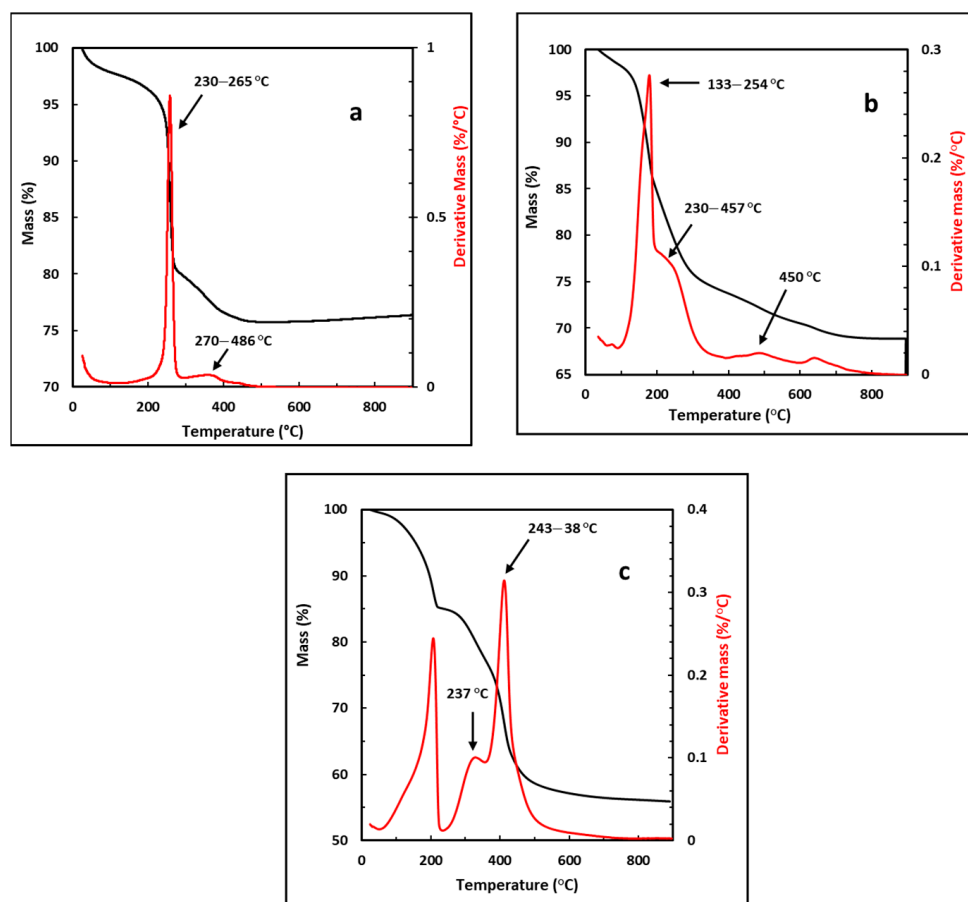 a
230–265 °C
270–486 °C
100
95
90
85
80
75
70
Mass (%)
1
0.5
0
Derivative Mass (%/°C)
0 200 400 600 800
Temperature (°C)
b
133–254 °C
230–457 °C
450 °C
100
95
90
85
80
75
70
65
Mass (%)
0.3
0.2
0.1
0
Derivative mass (%/°C)
0 200 400 600 800
Temperature (°C)
c
243–38 °C
237 °C
100
90
80
70
60
50
Mass (%)
0.4
0.3
0.2
0.1
0
Derivative mass (%/°C)
0 200 400 600 800
Temperature (°C)